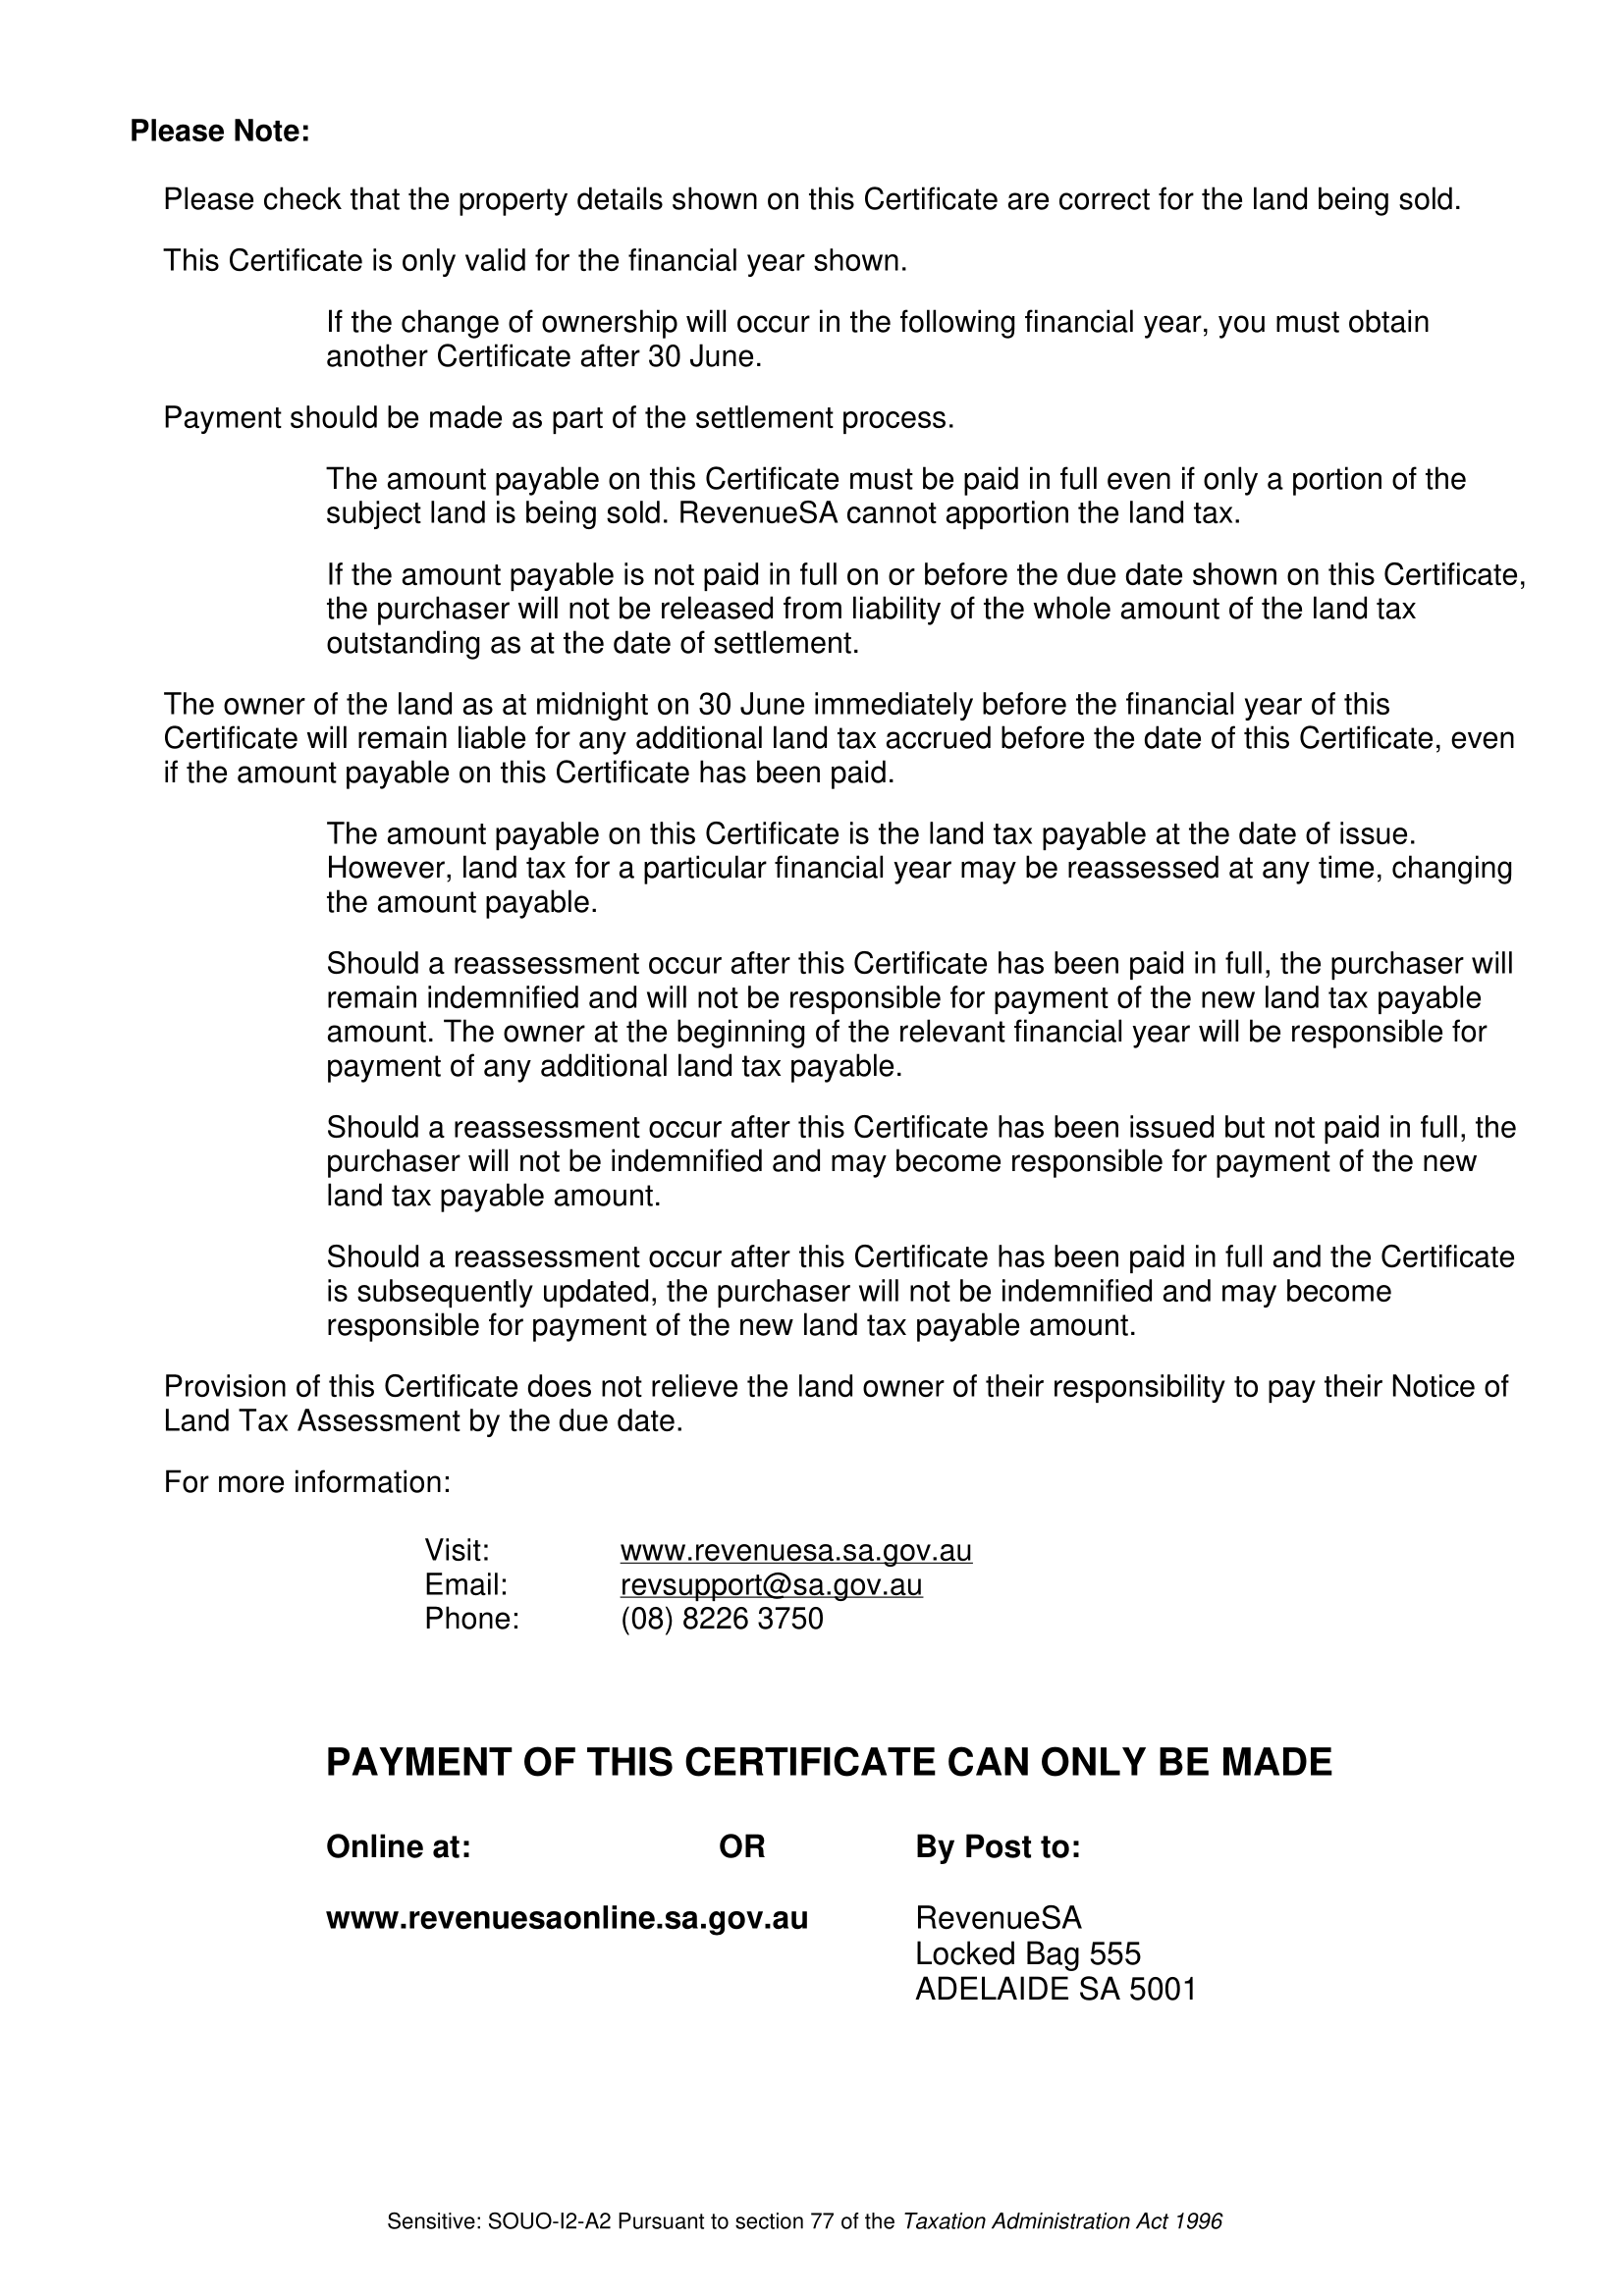 Please Note:
Please check that the property details shown on this Certificate are correct for the land being sold.
This Certificate is only valid for the financial year shown.
If the change of ownership will occur in the following financial year, you must obtain
another Certificate after 30 June.
Payment should be made as part of the settlement process.
The amount payable on this Certificate must be paid in full even if only a portion of the
subject land is being sold. RevenueSA cannot apportion the land tax.
If the amount payable is not paid in full on or before the due date shown on this Certificate,
the purchaser will not be released from liability of the whole amount of the land tax
outstanding as at the date of settlement.
The owner of the land as at midnight on 30 June immediately before the financial year of this
Certificate will remain liable for any additional land tax accrued before the date of this Certificate, even
if the amount payable on this Certificate has been paid.
The amount payable on this Certificate is the land tax payable at the date of issue.
However, land tax for a particular financial year may be reassessed at any time, changing
the amount payable.
Should a reassessment occur after this Certificate has been paid in full, the purchaser will
remain indemnified and will not be responsible for payment of the new land tax payable
amount. The owner at the beginning of the relevant financial year will be responsible for
payment of any additional land tax payable.
Should a reassessment occur after this Certificate has been issued but not paid in full, the
purchaser will not be indemnified and may become responsible for payment of the new
land tax payable amount.
Should a reassessment occur after this Certificate has been paid in full and the Certificate
is subsequently updated, the purchaser will not be indemnified and may become
responsible for payment of the new land tax payable amount.
Provision of this Certificate does not relieve the land owner of their responsibility to pay their Notice of
Land Tax Assessment by the due date.
For more information:
Visit: www.revenuesa.sa.gov.au
Email: revsupport@sa.gov.au
Phone: (08) 8226 3750
PAYMENT OF THIS CERTIFICATE CAN ONLY BE MADE
Online at: OR By Post to:
www.revenuesaonline.sa.gov.au RevenueSA
Locked Bag 555
ADELAIDE SA 5001
Sensitive: SOUO-I2-A2 Pursuant to section 77 of the Taxation Administration Act 1996